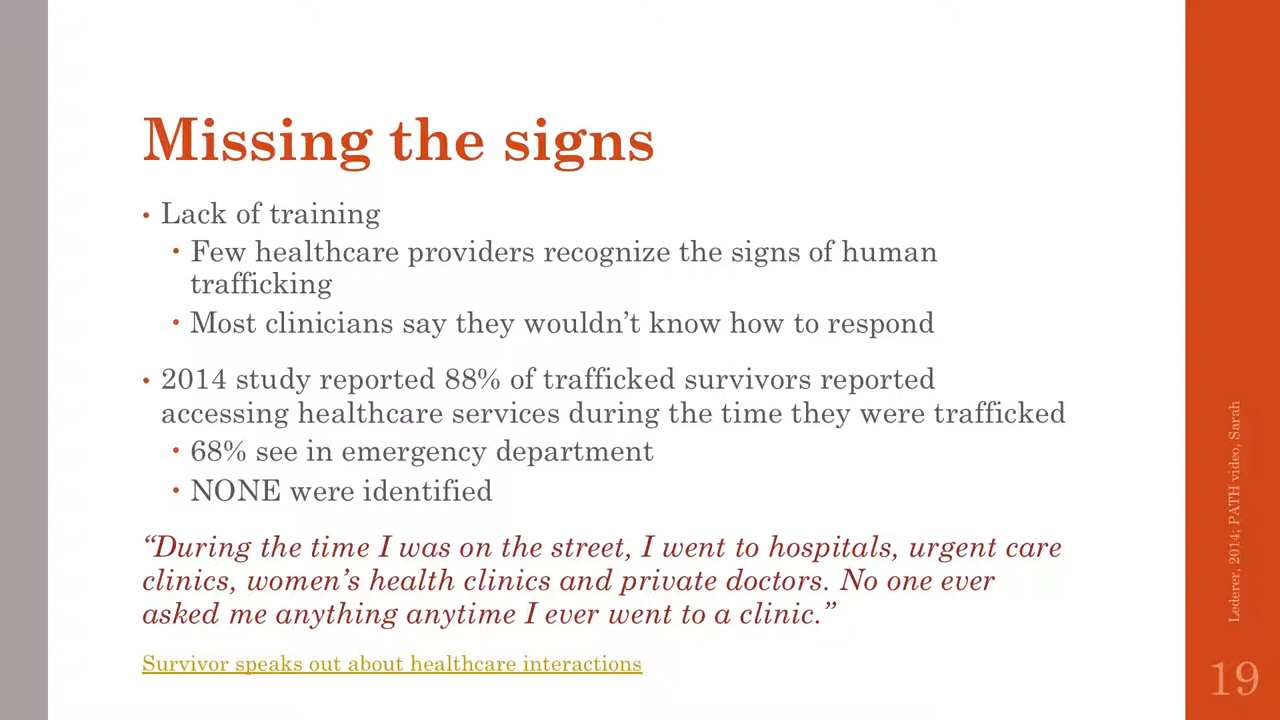 Missing the signs
• Lack of training
• Few healthcare providers recognize the signs of human
trafficking
• Most clinicians say they wouldn’t know how to respond
• 2014 study reported 88% of trafficked survivors reported
accessing healthcare services during the time they were trafficked
• 68% see in emergency department
• NONE were identified
“During the time I was on the street, I went to hospitals, urgent care
clinics, women’s health clinics and private doctors. No one ever
asked me anything anytime I ever went to a clinic.”
Survivor speaks out about healthcare interactions
Lederer, 2014; PATH video, Sarah
19